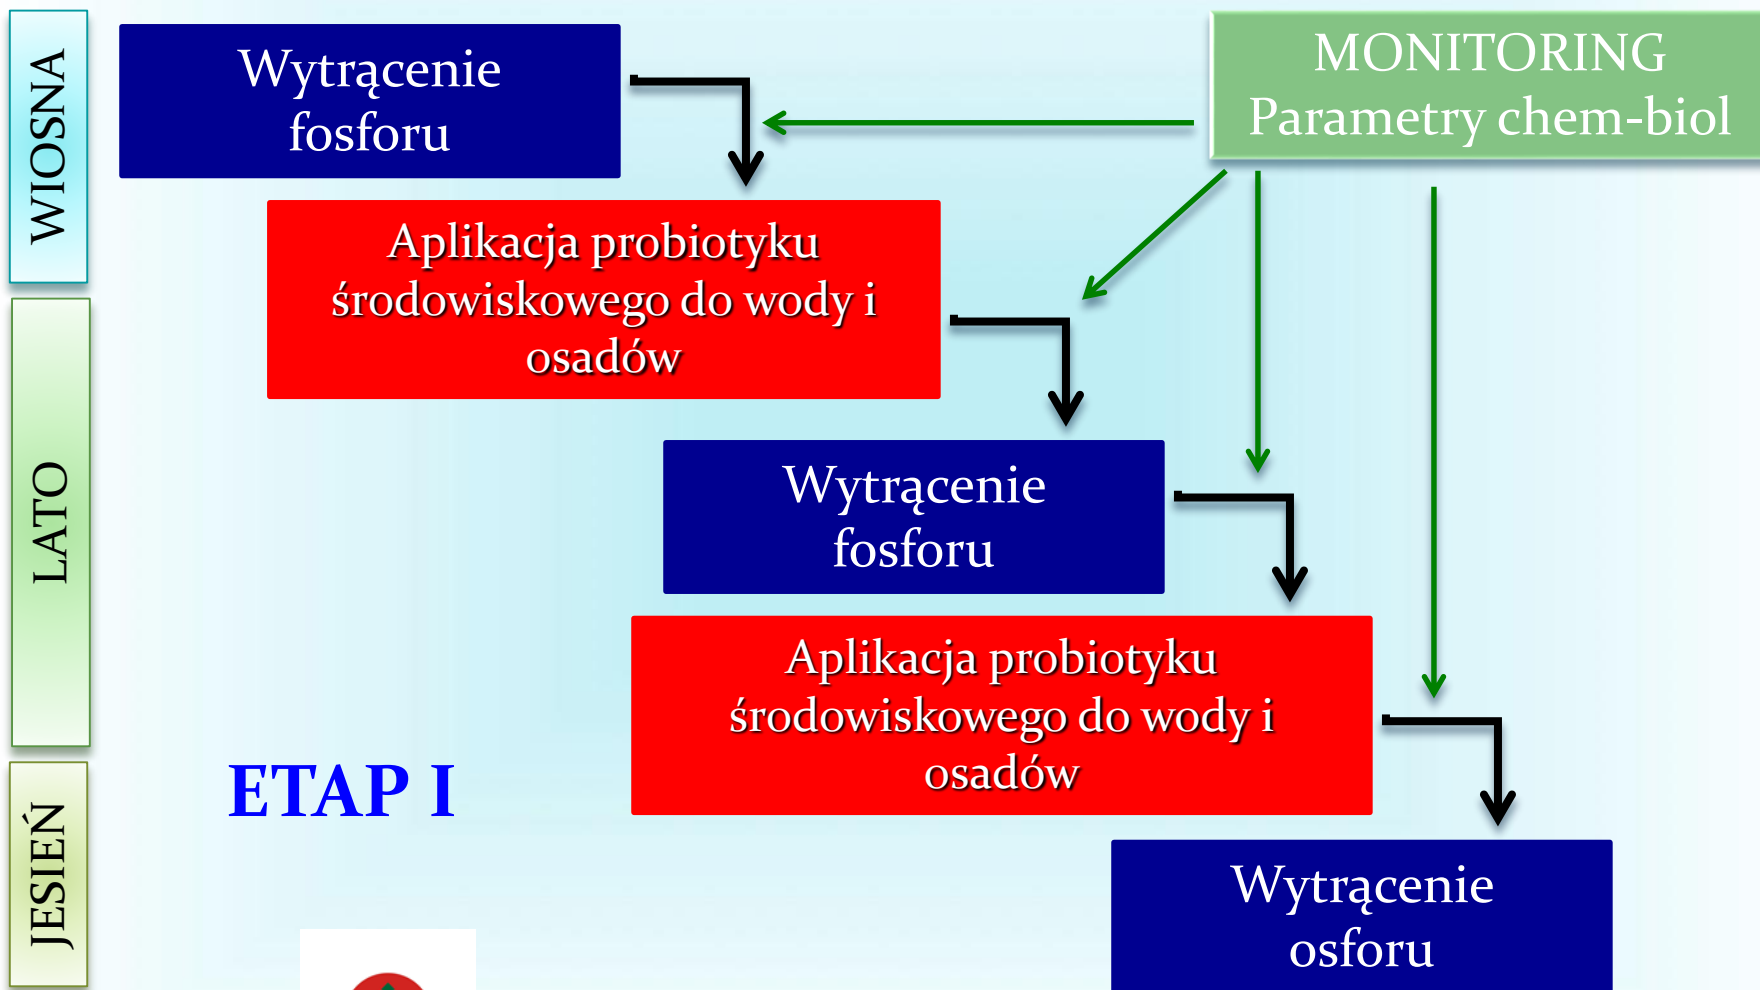 WIOSNA
Wytrącenie
fosforu
MONITORING
Parametry chem-biol
Aplikacja probiotyku
środowiskowego do wody i
osadów
LATO
Wytrącenie
fosforu
Aplikacja probiotyku
środowiskowego do wody i
osadów
ETAP I
JESIEŃ
Wytrącenie
osforu